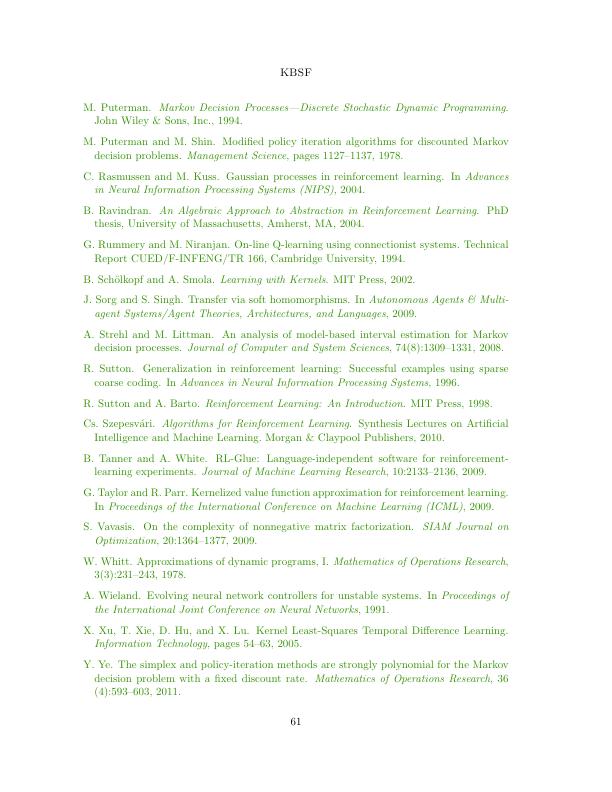 KBSF
M. Puterman. Markov Decision Processes—Discrete Stochastic Dynamic Programming.
John Wiley & Sons, Inc., 1994.
M. Puterman and M. Shin. Modified policy iteration algorithms for discounted Markov
decision problems. Management Science, pages 1127–1137, 1978.
C. Rasmussen and M. Kuss. Gaussian processes in reinforcement learning. In Advances
in Neural Information Processing Systems (NIPS), 2004.
B. Ravindran. An Algebraic Approach to Abstraction in Reinforcement Learning. PhD
thesis, University of Massachusetts, Amherst, MA, 2004.
G. Rummery and M. Niranjan. On-line Q-learning using connectionist systems. Technical
Report CUED/F-INFENG/TR 166, Cambridge University, 1994.
B. Schölkopf and A. Smola. Learning with Kernels. MIT Press, 2002.
J. Sorg and S. Singh. Transfer via soft homomorphisms. In Autonomous Agents & Multi-
agent Systems/Agent Theories, Architectures, and Languages, 2009.
A. Strehl and M. Littman. An analysis of model-based interval estimation for Markov
decision processes. Journal of Computer and System Sciences, 74(8):1309–1331, 2008.
R. Sutton. Generalization in reinforcement learning: Successful examples using sparse
coarse coding. In Advances in Neural Information Processing Systems, 1996.
R. Sutton and A. Barto. Reinforcement Learning: An Introduction. MIT Press, 1998.
Cs. Szepesvári. Algorithms for Reinforcement Learning. Synthesis Lectures on Artificial
Intelligence and Machine Learning. Morgan & Claypool Publishers, 2010.
B. Tanner and A. White. RL-Glue: Language-independent software for reinforcement-
learning experiments. Journal of Machine Learning Research, 10:2133–2136, 2009.
G. Taylor and R. Parr. Kernelized value function approximation for reinforcement learning.
In Proceedings of the International Conference on Machine Learning (ICML), 2009.
S. Vavasis. On the complexity of nonnegative matrix factorization. SIAM Journal on
Optimization, 20:1364–1377, 2009.
W. Whitt. Approximations of dynamic programs, I. Mathematics of Operations Research,
3(3):231–243, 1978.
A. Wieland. Evolving neural network controllers for unstable systems. In Proceedings of
the International Joint Conference on Neural Networks, 1991.
X. Xu, T. Xie, D. Hu, and X. Lu. Kernel Least-Squares Temporal Difference Learning.
Information Technology, pages 54–63, 2005.
Y. Ye. The simplex and policy-iteration methods are strongly polynomial for the Markov
decision problem with a fixed discount rate. Mathematics of Operations Research, 36
(4):593–603, 2011.
61